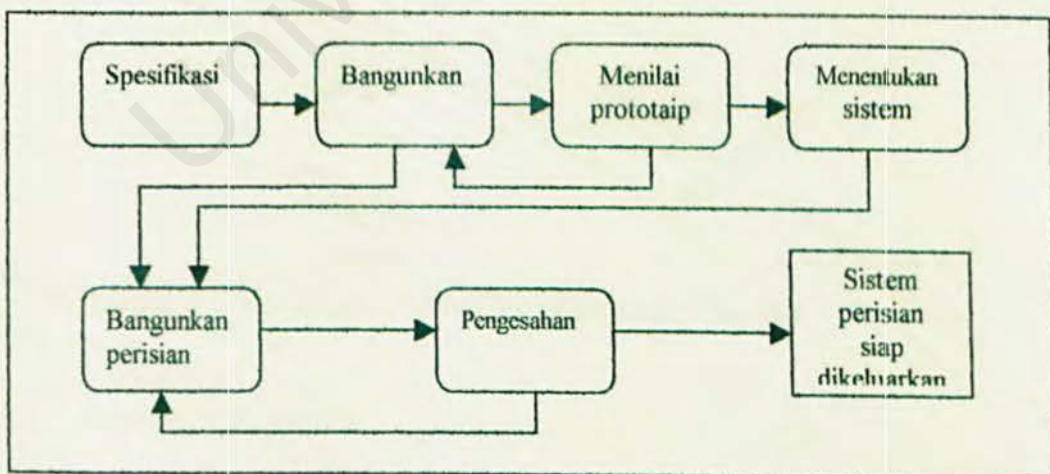 Spesifikasi
Bangunkan
Menilai
prototaip
Menentukan
sistem
Bangunkan
perisian
Pengesahan
Sistem
perisian
siap
dikeluarkan